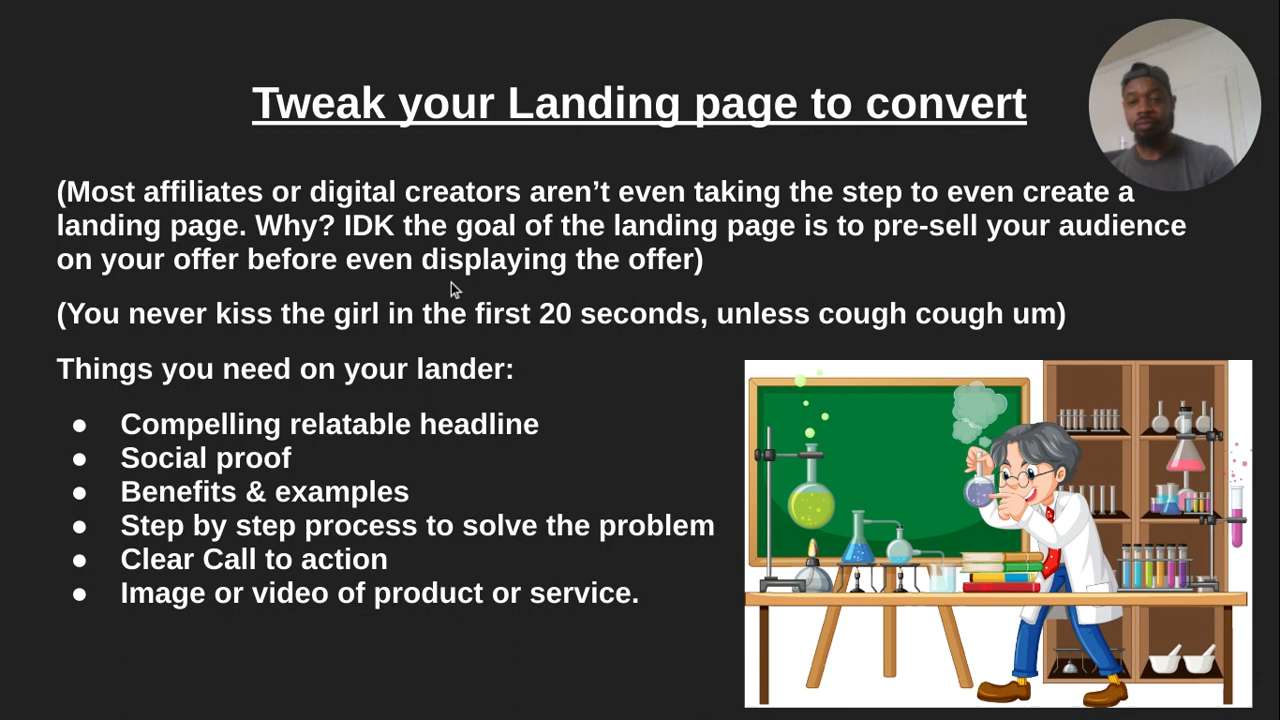 Tweak your Landing page to convert
(Most affiliates or digital creators aren’t even taking the step to even create a
landing page. Why? IDK the goal of the landing page is to pre-sell your audience
on your offer before even displaying the offer)
(You never kiss the girl in the first 20 seconds, unless cough cough um)
Things you need on your lander:
● Compelling relatable headline
● Social proof
● Benefits & examples
● Step by step process to solve the problem
● Clear Call to action
● Image or video of product or service.